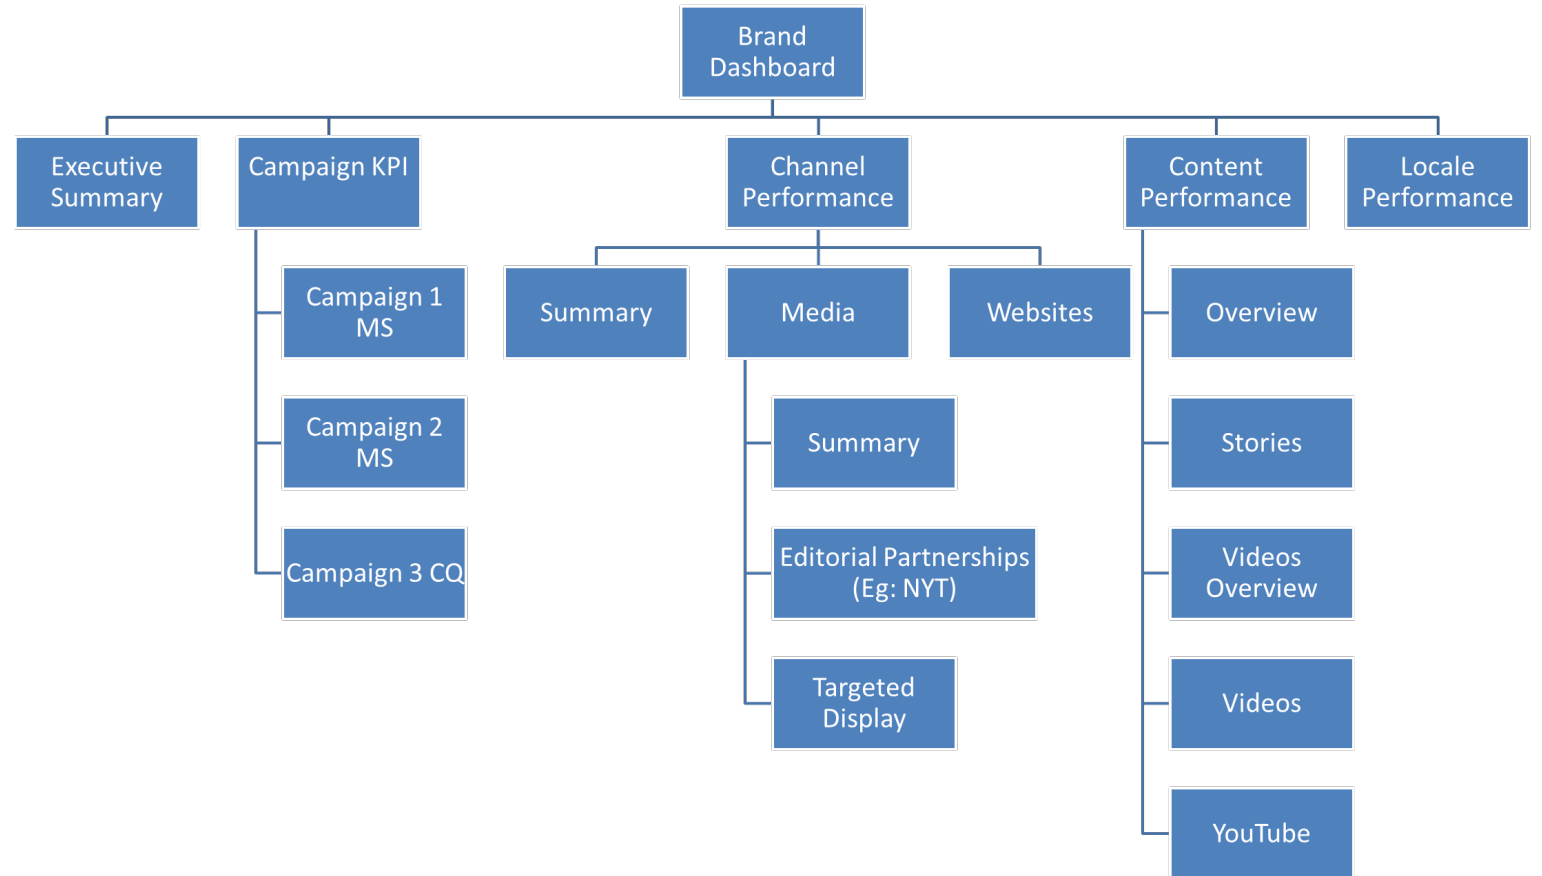 Brand
Dashboard
Executive
Summary
Campaign KPI
Channel
Performance
Content
Performance
Locale
Performance
Campaign 1
MS
Campaign 2
MS
Campaign 3 CQ
Summary
Media
Websites
Summary
Editorial Partnerships
(Eg: NYT)
Targeted
Display
Overview
Stories
Videos
Overview
Videos
YouTube